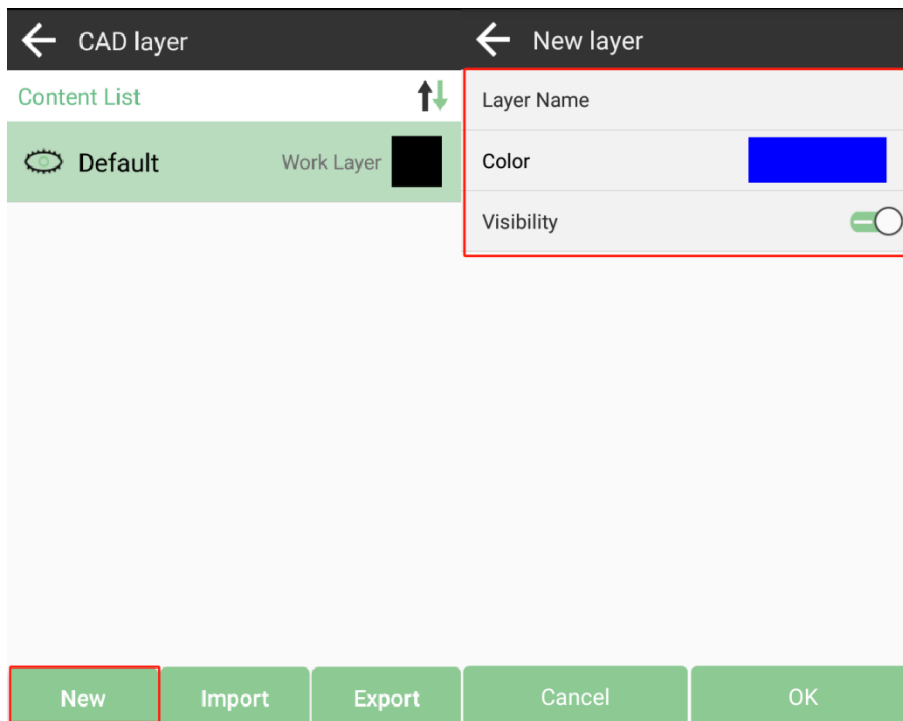 CAD layer
Content List
Default Work Layer
New Import Export
New layer
Layer Name
Color
Visibility
Cancel OK